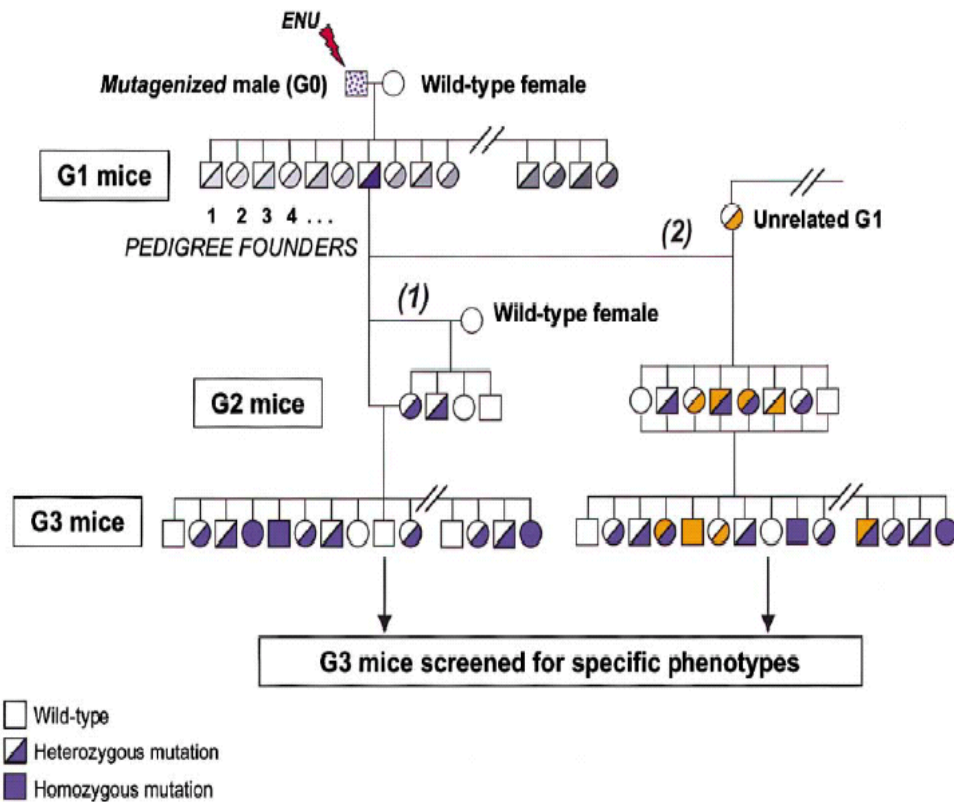 ENU
Mutagenized male (G0)
Wild-type female
G1 mice
1 2 3 4 . . .
PEDIGREE FOUNDERS
(2)
Unrelated G1
(1)
Wild-type female
G2 mice
G3 mice
G3 mice screened for specific phenotypes
Wild-type
Heterozygous mutation
Homozygous mutation